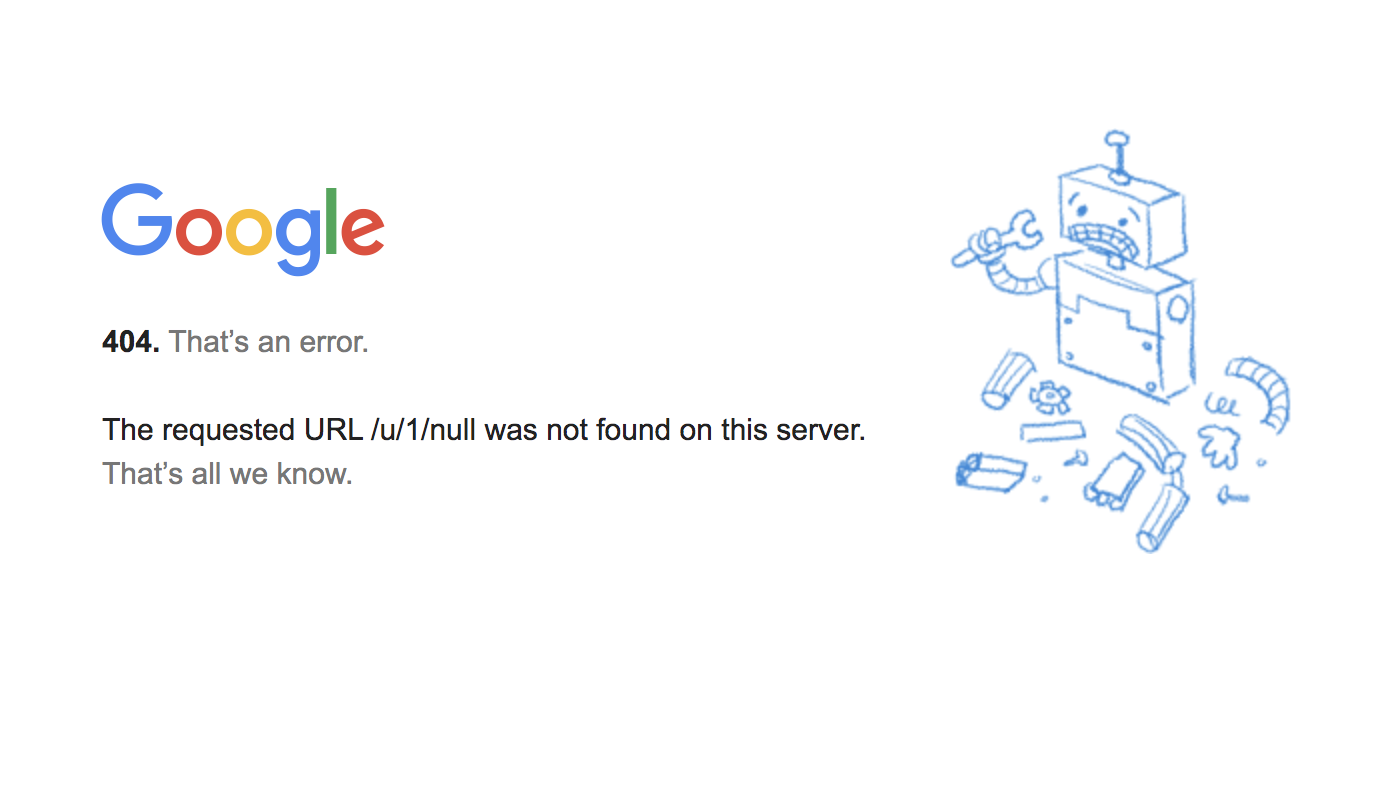 Google
404. That’s an error.
The requested URL /u/1/null was not found on this server.
That’s all we know.